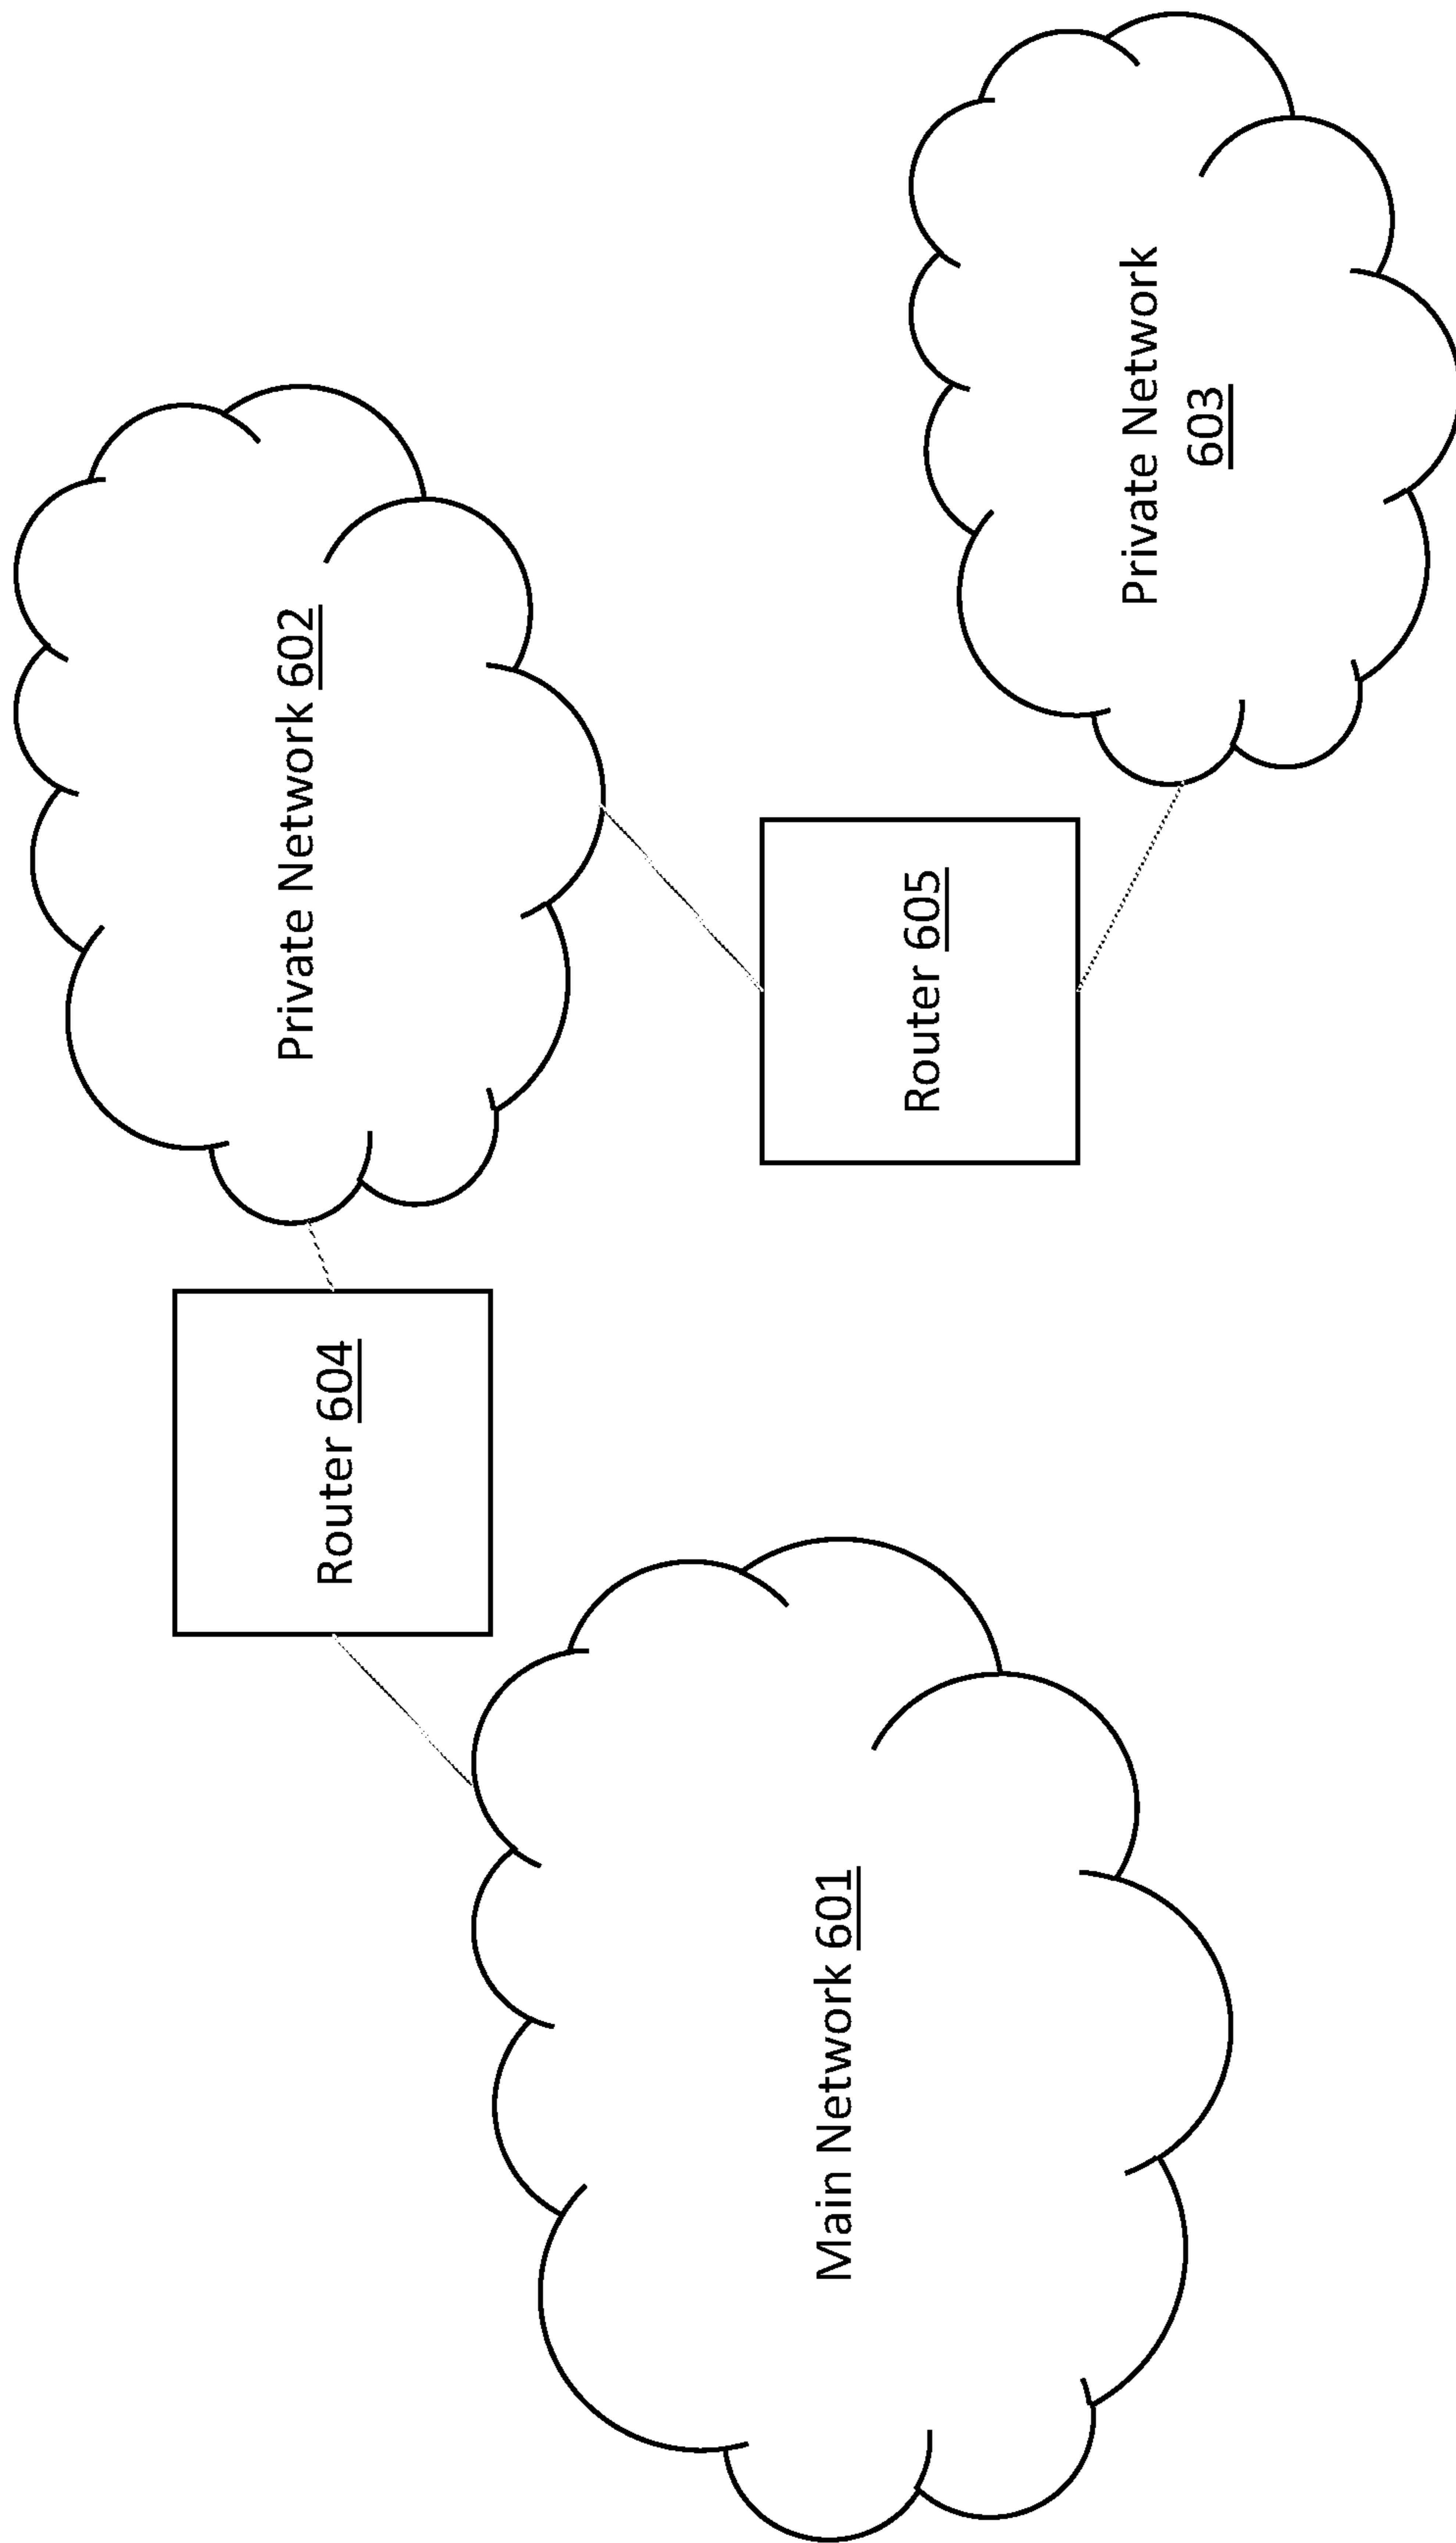 Private Network 602
Router 604
Main Network 601
Router 605
Private Network
603